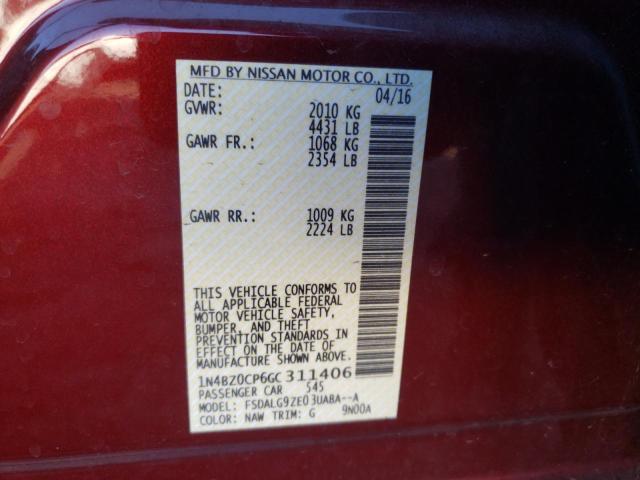 MFD BY NISSAN MOTOR CO., LTD.
DATE: 04/16
GVWR: 2010 KG
4431 LB
GAWR FR.: 1068 KG
2354 LB
GAWR RR.: 1009 KG
2224 LB
THIS VEHICLE CONFORMS TO
ALL APPLICABLE FEDERAL
MOTOR VEHICLE SAFETY,
BUMPER, AND THEFT
PREVENTION STANDARDS IN
EFFECT ON THE DATE OF
MANUFACTURE SHOWN ABOVE.
1N4BZ0CP6GC311406
PASSENGER CAR 545
MODEL: FSDALG9ZE03UABA--A
COLOR: NAW TRIM: G 9N00A